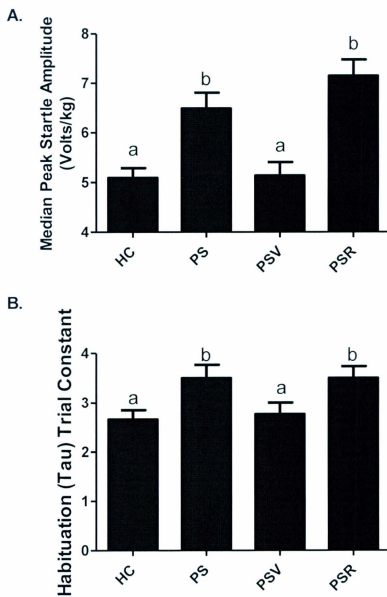 A.
Median Peak Startle Amplitude
(Volts/kg)
8
7
6
5
4
a
b
a
b
HC
PS
PSV
PSR
B.
Habituation (Tau) Trial Constant
4
3
2
1
0
a
b
a
b
HC
PS
PSV
PSR